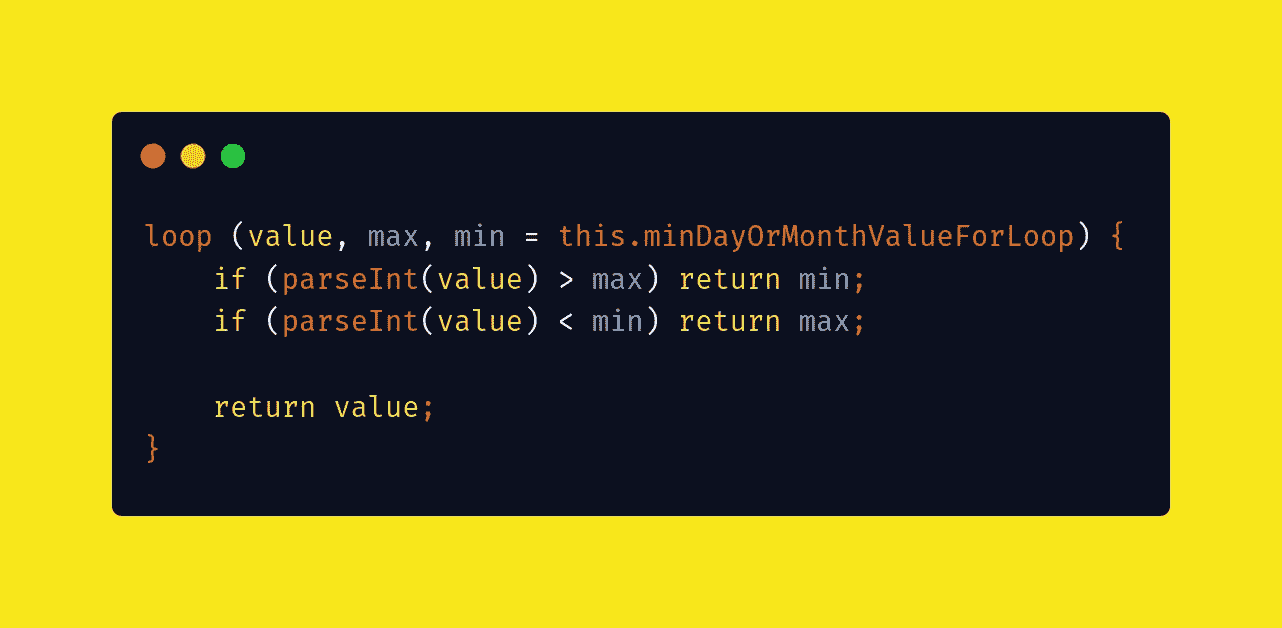 loop (value, max, min = this.minDayOrMonthValueForLoop) {
    if (parseInt(value) > max) return min;
    if (parseInt(value) < min) return max;

    return value;
}